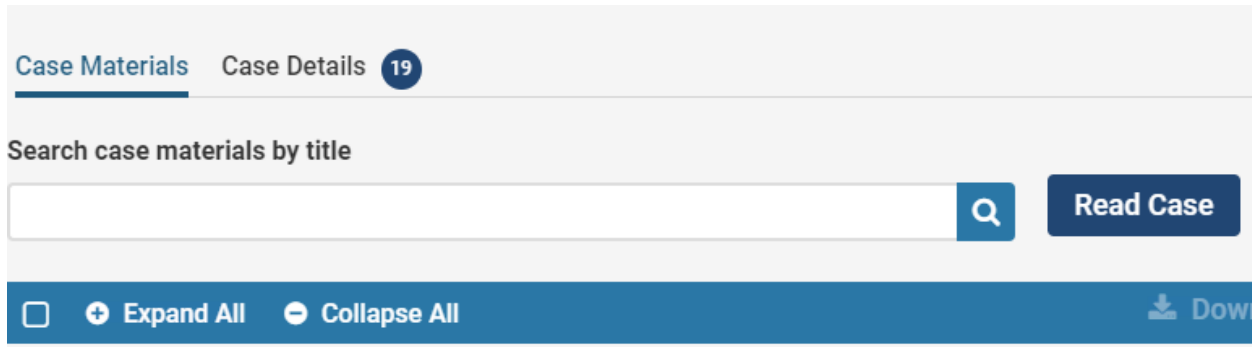 Case Materials Case Details 19
Search case materials by title
Read Case
Expand All Collapse All